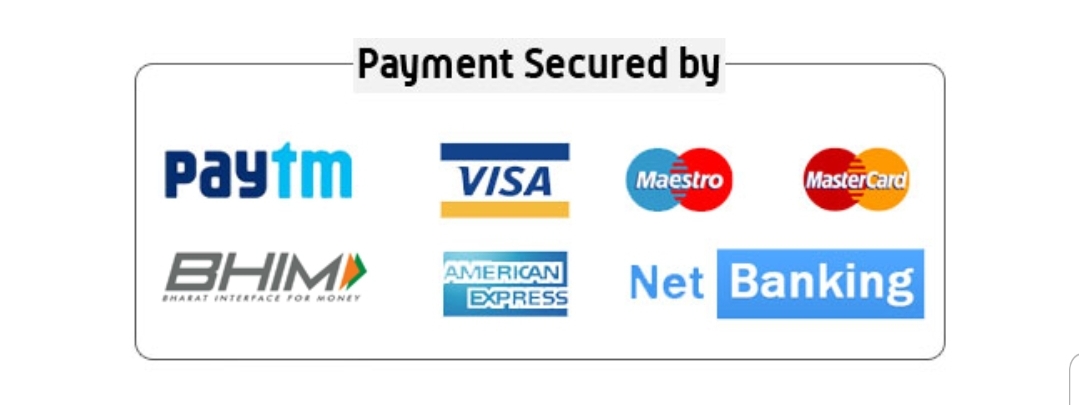 Payment Secured by
paytm
VISA
Maestro
MasterCard
BHIM
BHARAT INTERFACE FOR MONEY
AMERICAN
EXPRESS
Net Banking